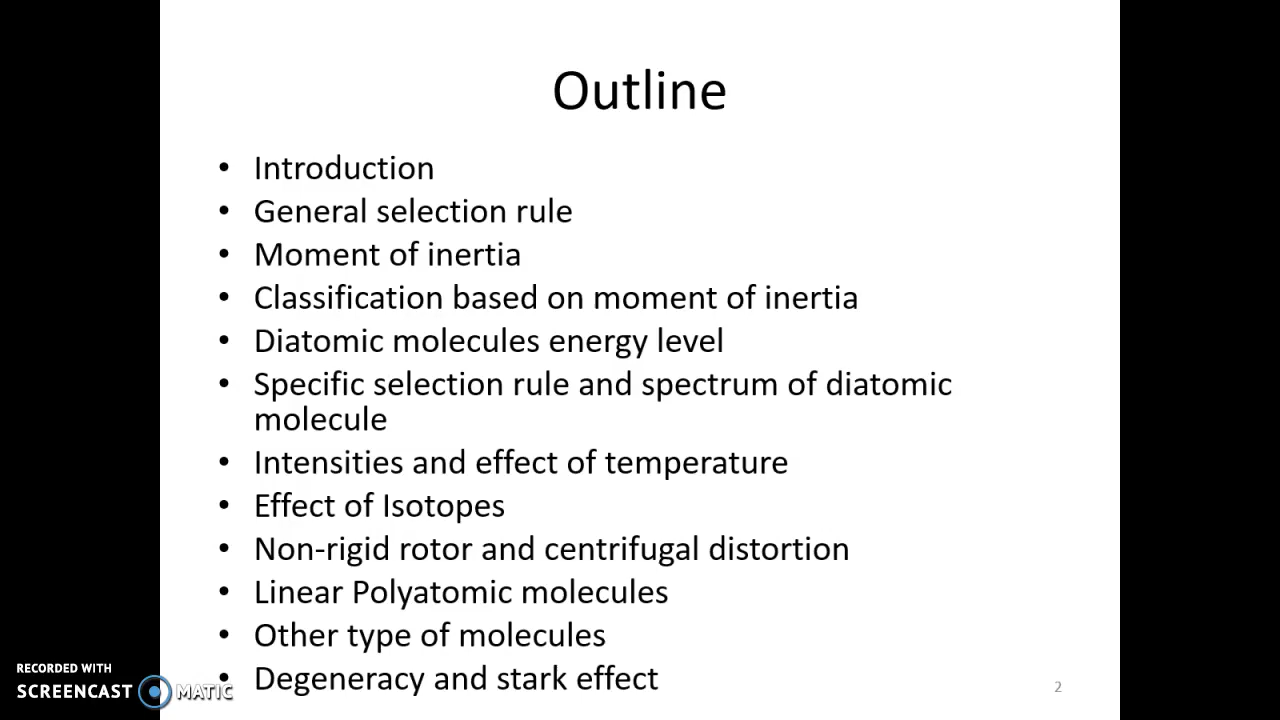 Outline
• Introduction
• General selection rule
• Moment of inertia
• Classification based on moment of inertia
• Diatomic molecules energy level
• Specific selection rule and spectrum of diatomic
molecule
• Intensities and effect of temperature
• Effect of Isotopes
• Non-rigid rotor and centrifugal distortion
• Linear Polyatomic molecules
• Other type of molecules
• Degeneracy and stark effect
2
RECORDED WITH
SCREENCAST MATIC